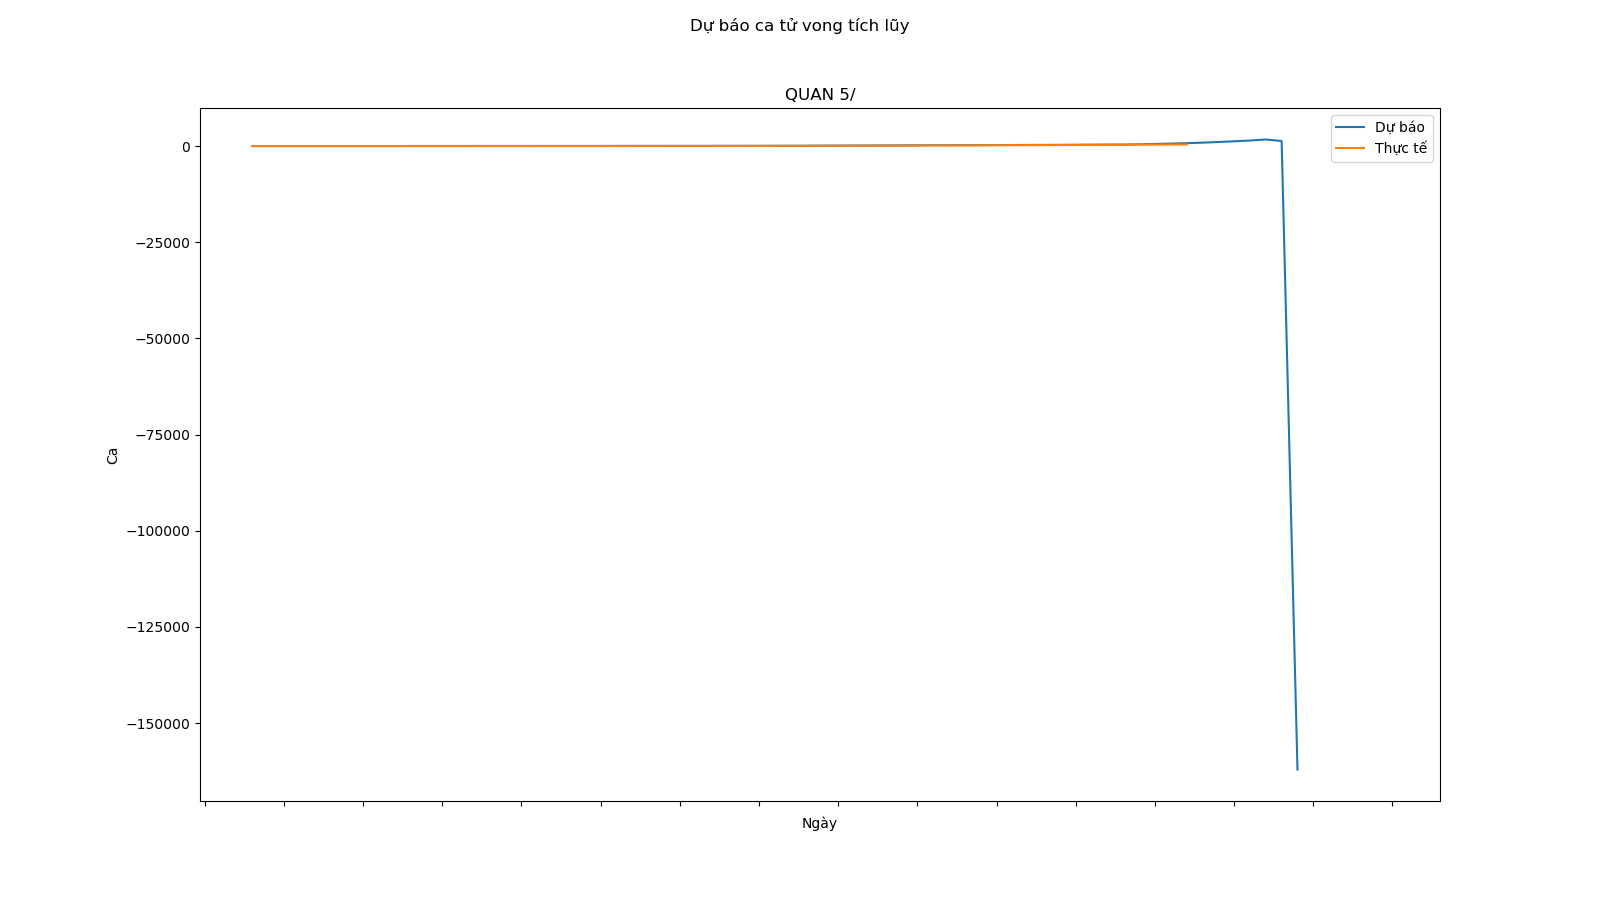 Dự báo ca tử vong tích lũy
QUAN 5/
Dự báo
Thực tế
0
−25000
−50000
−75000
−100000
−125000
−150000
Ca
Ngày